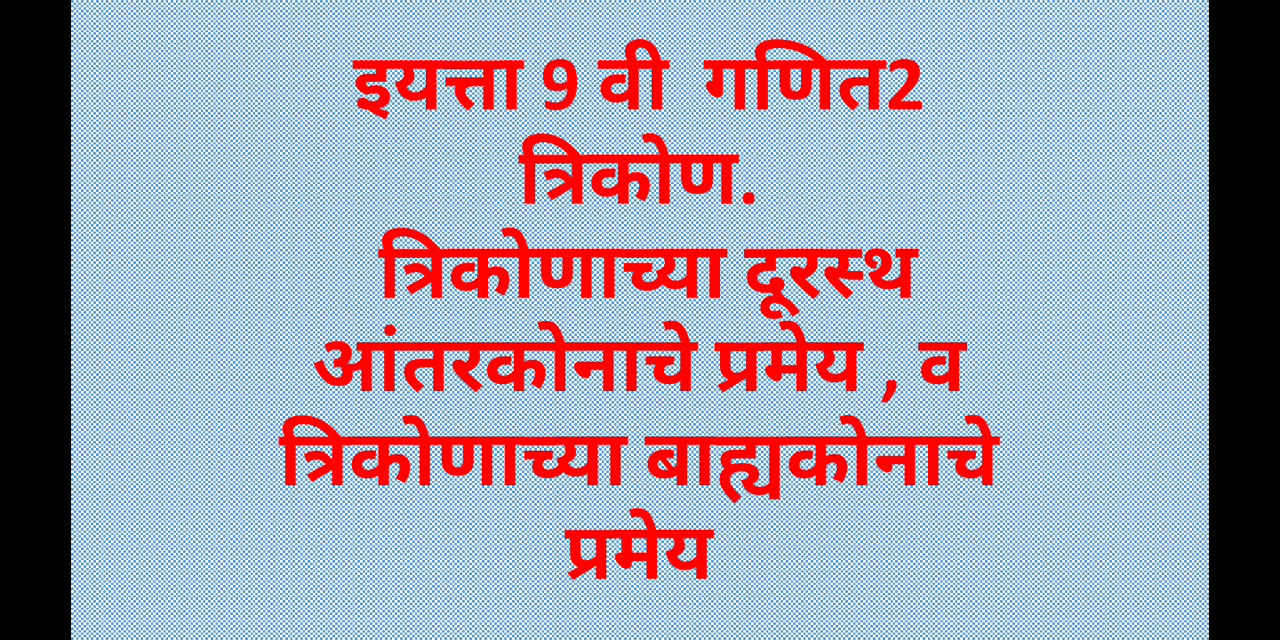 इयत्ता 9 वी  गणित2
त्रिकोण.
त्रिकोणाच्या दूरस्थ
आंतरकोनाचे प्रमेय , व
त्रिकोणाच्या बाह्यकोनाचे
प्रमेय